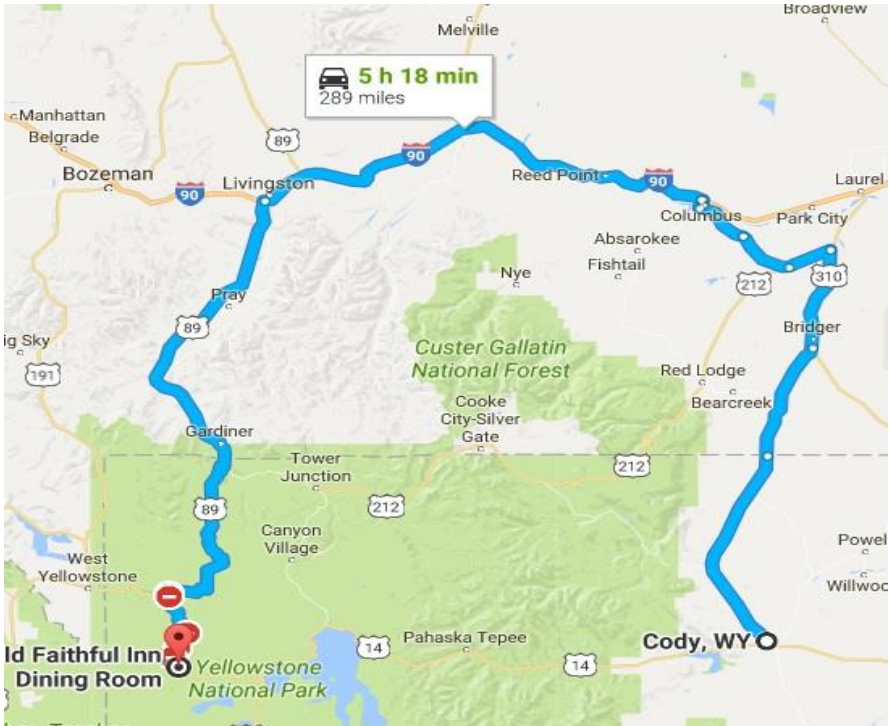 Broadview
Melville
5 h 18 min
289 miles
Manhattan
Belgrade
89
Bozeman
90
Livingston
90
Reed Point
90
Laurel
Columbus
Park City
Absarokee
Fishtail
Nye
212
310
Pray
89
ig Sky
191
Bridger
Custer Gallatin
National Forest
Red Lodge
Bearcreek
Cooke
City-Silver
Gate
Gardiner
Tower
Junction
212
212
89
Canyon
Village
West
Yellowstone
Powel
Willwoo
ld Faithful Inn
Dining Room
Yellowstone
National Park
14
Pahaska Tepee
14
Cody, WY